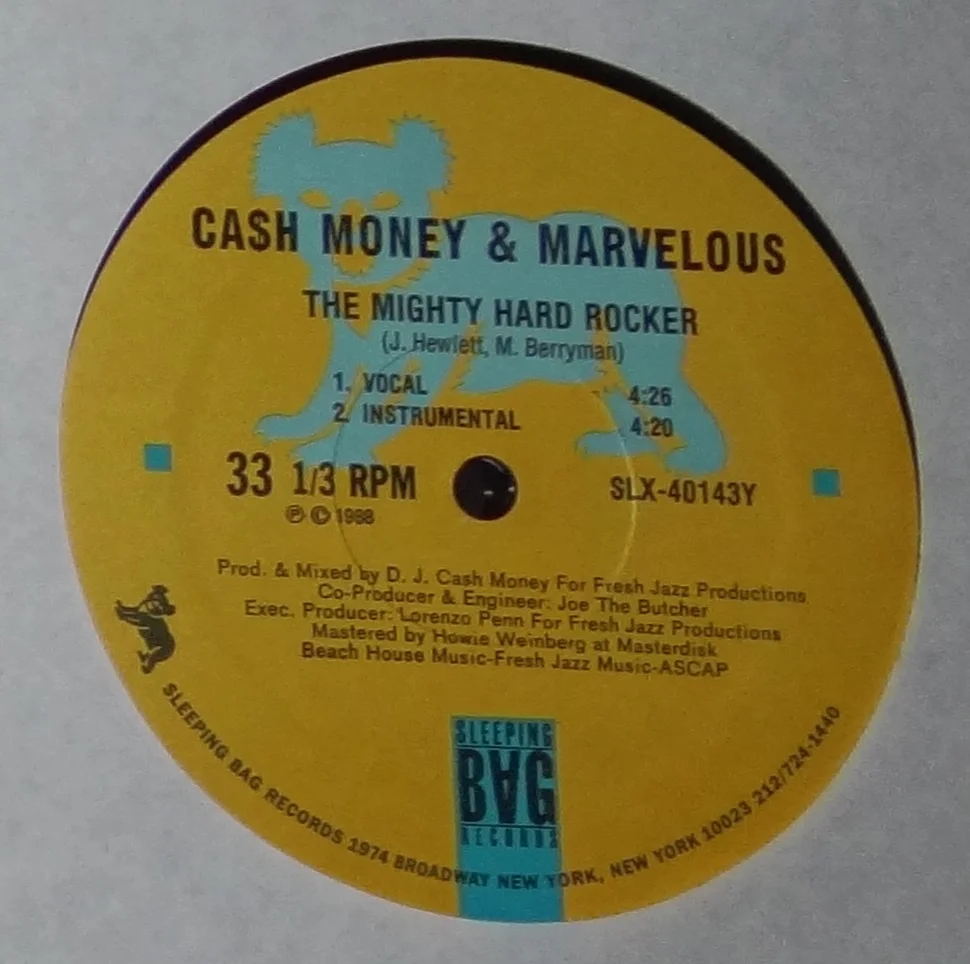 CASH MONEY & MARVELOUS
THE MIGHTY HARD ROCKER
(J. Hewlett, M. Berryman)
1. VOCAL 4:26
2. INSTRUMENTAL 4:20
33 1/3 RPM SLX-40143Y
℗ © 1988
Prod. & Mixed by D. J. Cash Money For Fresh Jazz Productions
Co-Producer & Engineer: Joe The Butcher
Exec. Producer: Lorenzo Penn For Fresh Jazz Productions
Mastered by Howie Weinberg at Masterdisk
Beach House Music-Fresh Jazz Music-ASCAP
SLEEPING
BAG
RECORDS
SLEEPING BAG RECORDS 1974 BROADWAY NEW YORK, NEW YORK 10023 212/724-1440